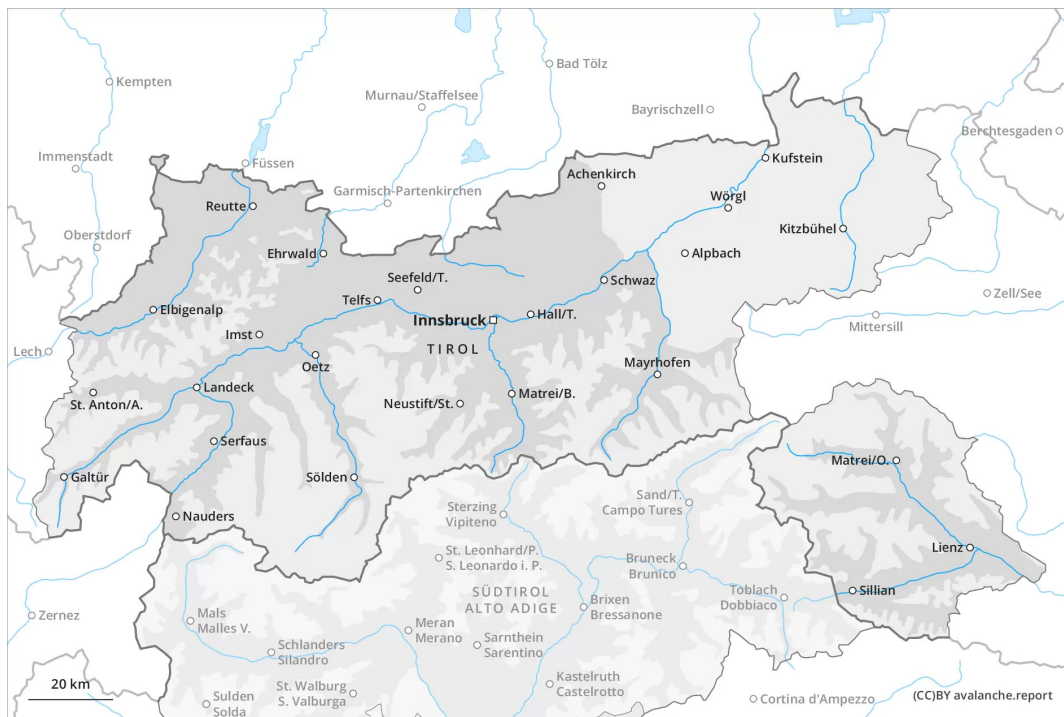 Kempten
Bad Tölz
Murnau/Staffelsee
Bayrischzell
Berchtesgaden
Immenstadt
Füssen
Kufstein
Garmisch-Partenkirchen
Achenkirch
Reutte
Wörgl
Oberstdorf
Kitzbühel
Ehrwald
Alpbach
Seefeld/T.
Schwaz
Zell/See
Telfs
Elbigenalp
Innsbruck
Hall/T.
Mittersill
Imst
TIROL
Lech
Oetz
Mayrhofen
Landeck
St. Anton/A.
Neustift/St.
Matrei/B.
Serfaus
Matrei/O.
Galtür
Sölden
Sand/T.
Campo Tures
Sterzing
Vipiteno
Nauders
Lienz
St. Leonhard/P.
S. Leonardo i. P.
Bruneck
Brunico
SÜDTIROL
ALTO ADIGE
Toblach
Dobbiaco
Sillian
Brixen
Bressanone
Zernez
Mals
Malles V.
Meran
Merano
Sarnthein
Sarentino
Schlanders
Silandro
Kastelruth
Castelrotto
20 km
St. Walburg
S. Valburga
Sulden
Solda
Cortina d'Ampezzo
(CC)BY avalanche.report